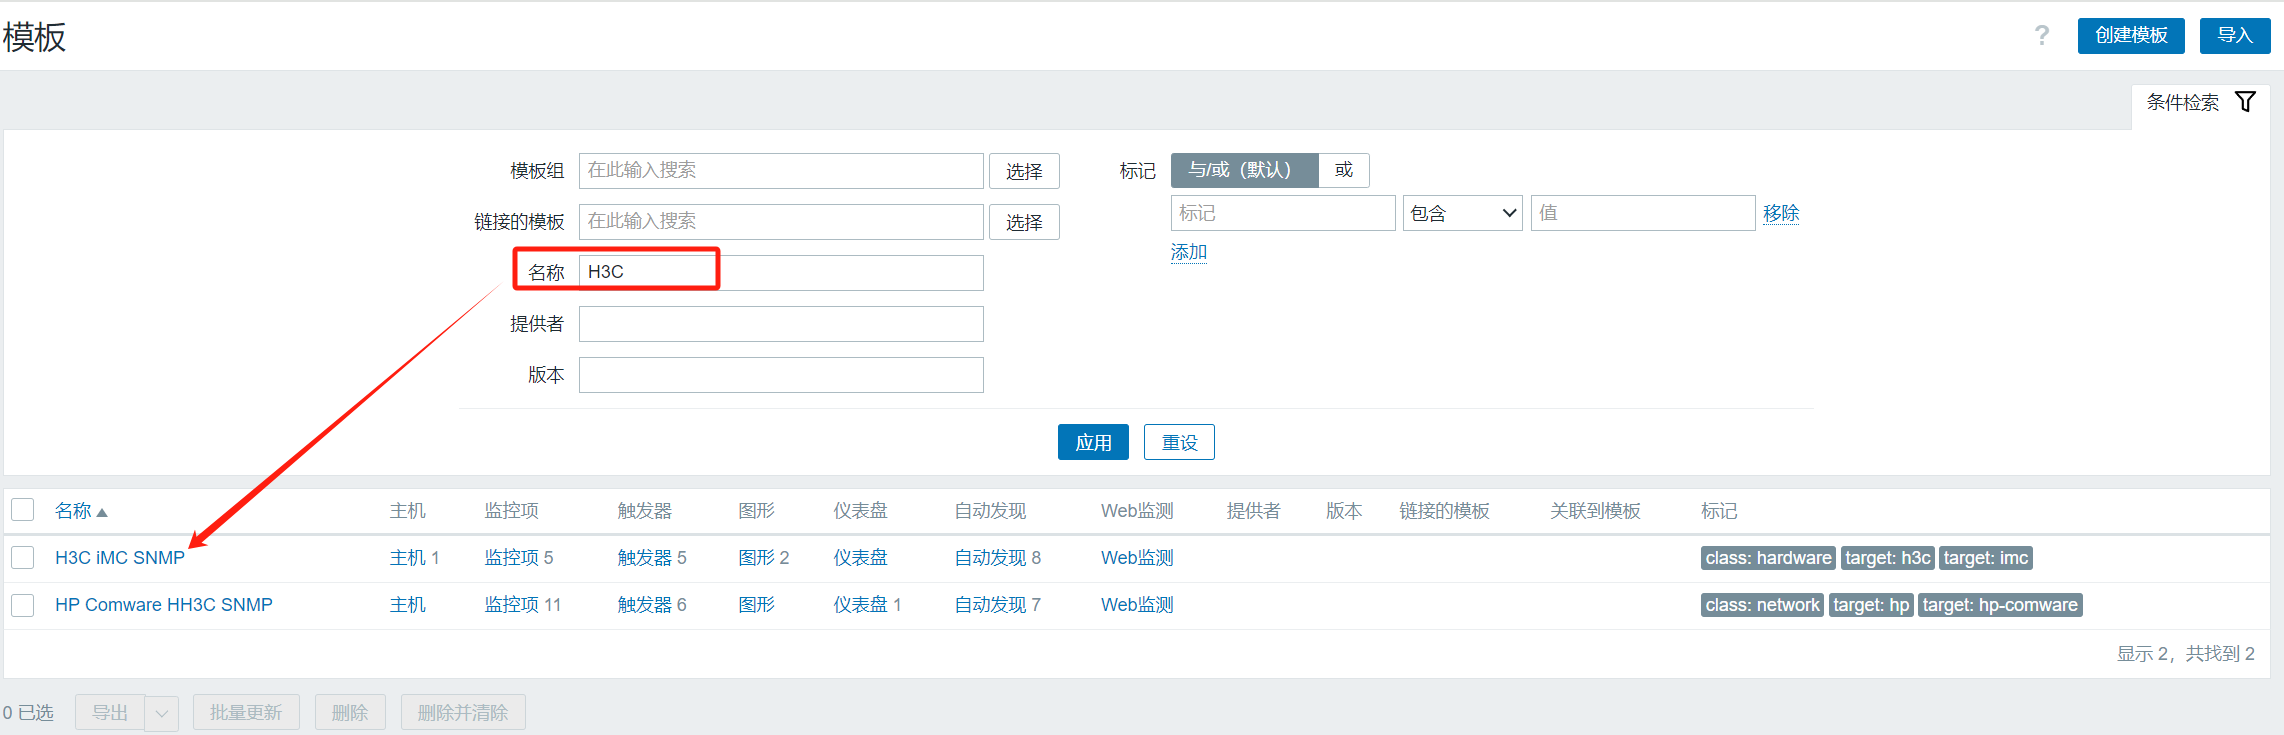 模板
? 创建模板 导入
条件检索
模板组 在此输入搜索 选择 标记 与/或（默认） 或
链接的模板 在此输入搜索 选择 标记 包含 值 移除
名称 H3C 添加
提供者
版本
应用 重设
名称 主机 监控项 触发器 图形 仪表盘 自动发现 Web监测 提供者 版本 链接的模板 关联到模板 标记
H3C iMC SNMP 主机 1 监控项 5 触发器 5 图形 2 仪表盘 自动发现 8 Web监测 class: hardware target: h3c target: imc
HP Comware HH3C SNMP 主机 监控项 11 触发器 6 图形 仪表盘 1 自动发现 7 Web监测 class: network target: hp target: hp-comware
显示 2，共找到 2
0 已选 导出 批量更新 删除 删除并清除